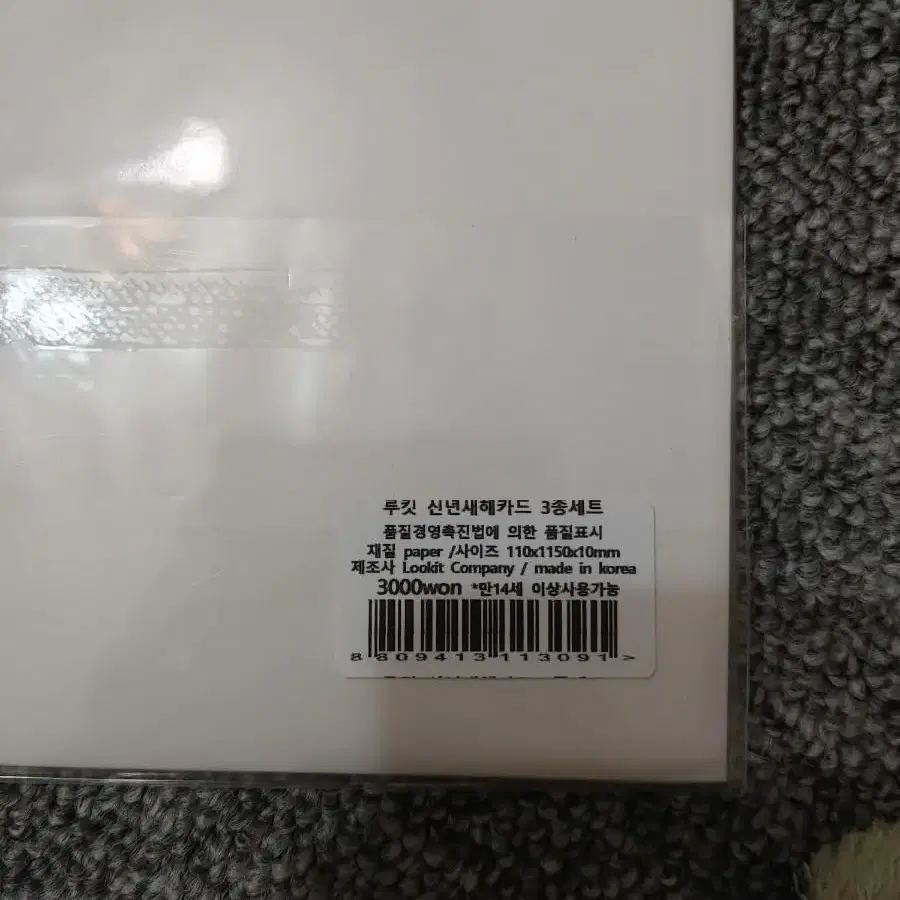 루킷 신년새해카드 3종세트
품질경영촉진법에 의한 품질표시
재질 paper /사이즈 110x1150x10mm
제조사 Lookit Company / made in korea
3000won *만14세 이상사용가능
8 809413 113091 >